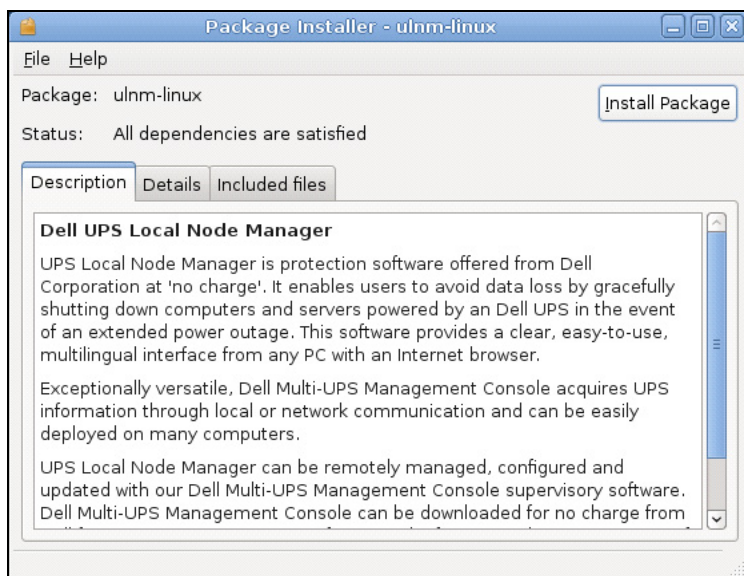 Package Installer - ulnm-linux
File Help
Package: ulnm-linux
Install Package
Status: All dependencies are satisfied
Description Details Included files
Dell UPS Local Node Manager
UPS Local Node Manager is protection software offered from Dell
Corporation at 'no charge'. It enables users to avoid data loss by gracefully
shutting down computers and servers powered by an Dell UPS in the event
of an extended power outage. This software provides a clear, easy-to-use,
multilingual interface from any PC with an Internet browser.
Exceptionally versatile, Dell Multi-UPS Management Console acquires UPS
information through local or network communication and can be easily
deployed on many computers.
UPS Local Node Manager can be remotely managed, configured and
updated with our Dell Multi-UPS Management Console supervisory software.
Dell Multi-UPS Management Console can be downloaded for no charge from